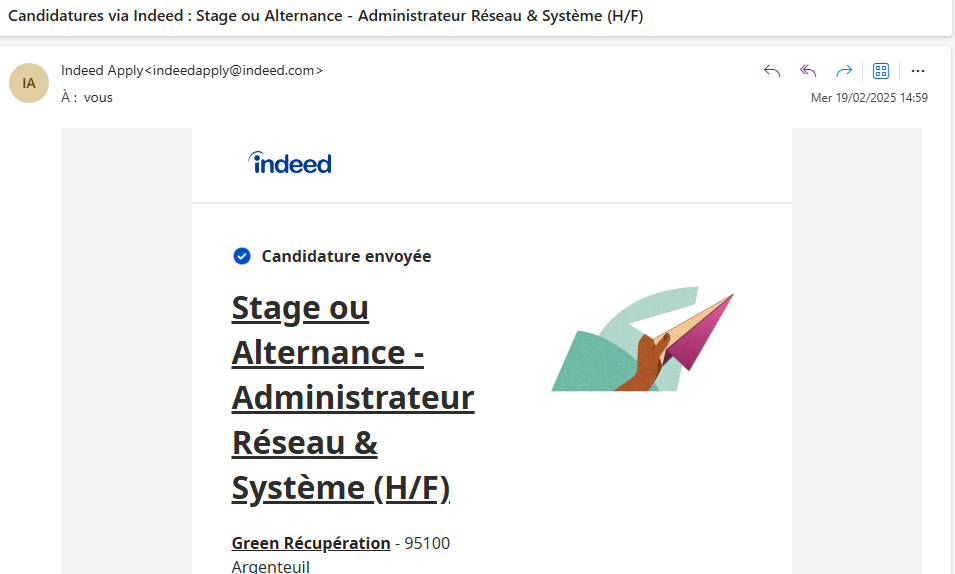 Candidatures via Indeed : Stage ou Alternance - Administrateur Réseau & Système (H/F)
IA
Indeed Apply<indeedapply@indeed.com>
À : vous
Mer 19/02/2025 14:59
indeed
Candidature envoyée
Stage ou
Alternance -
Administrateur
Réseau &
Système (H/F)
Green Récupération - 95100
Argenteuil